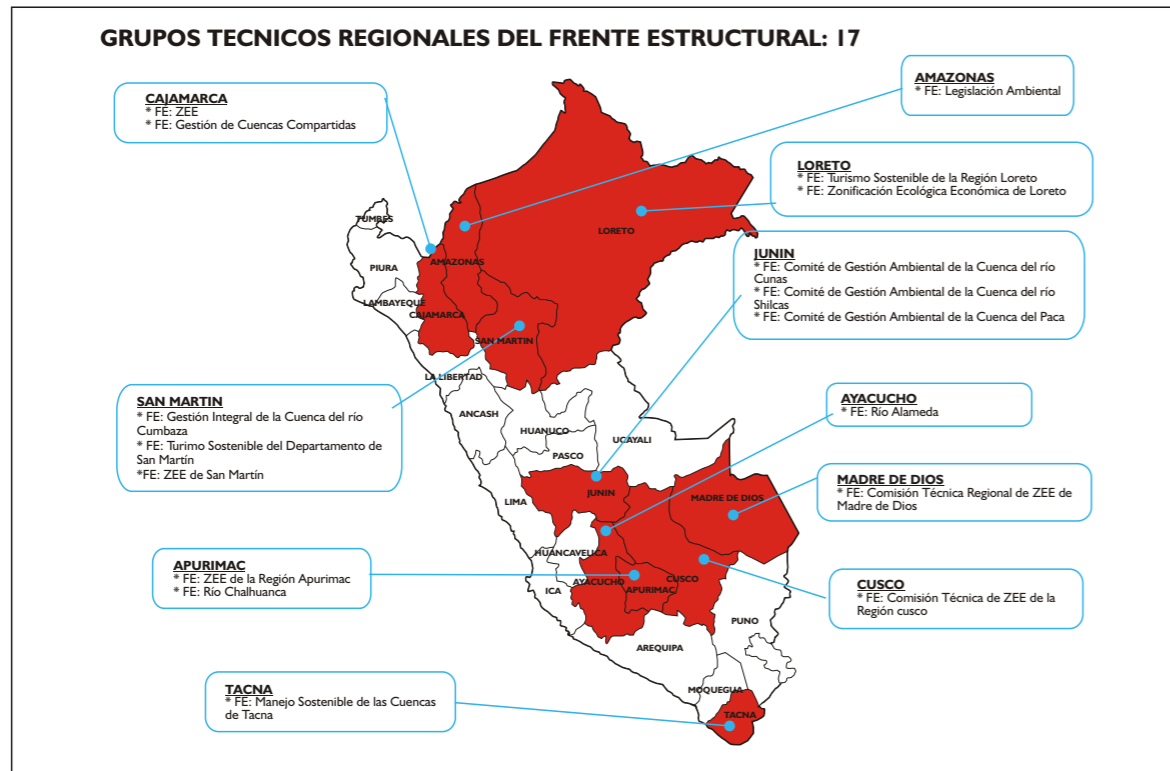 GRUPOS TECNICOS REGIONALES DEL FRENTE ESTRUCTURAL: 17
CAJAMARCA
* FE: ZEE
* FE: Gestión de Cuencas Compartidas
AMAZONAS
* FE: Legislación Ambiental
LORETO
* FE: Turismo Sostenible de la Región Loreto
* FE: Zonificación Ecológica Económica de Loreto
JUNIN
* FE: Comité de Gestión Ambiental de la Cuenca del río
Cunas
* FE: Comité de Gestión Ambiental de la Cuenca del río
Shilcas
* FE: Comité de Gestión Ambiental de la Cuenca del Paca
SAN MARTIN
* FE: Gestión Integral de la Cuenca del río
Cumbaza
* FE: Turimo Sostenible del Departamento de
San Martín
*FE: ZEE de San Martín
AYACUCHO
* FE: Río Alameda
MADRE DE DIOS
* FE: Comisión Técnica Regional de ZEE de
Madre de Dios
APURIMAC
* FE: ZEE de la Región Apurimac
* FE: Río Chalhuanca
CUSCO
* FE: Comisión Técnica de ZEE de la
Región cusco
TACNA
* FE: Manejo Sostenible de las Cuencas
de Tacna
TUMBES
PIURA
LAMBAYEQUE
CAJAMARCA
AMAZONAS
LORETO
SAN MARTIN
LA LIBERTAD
ANCASH
HUANUCO
UCAYALI
PASCO
LIMA
JUNIN
MADRE DE DIOS
HUANCAVELICA
ICA
AYACUCHO
APURIMAC
CUSCO
PUNO
AREQUIPA
MOQUEGUA
TACNA